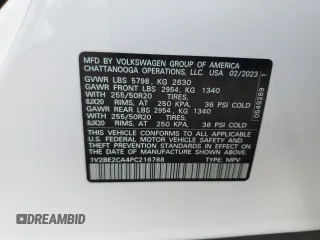 MFD. BY VOLKSWAGEN GROUP OF AMERICA
CHATTANOOGA OPERATIONS, LLC. USA 02/2023
GVWR LBS 5798, KG 2630
GAWR FRONT LBS 2954, KG 1340
WITH 255/50R20 TIRES,
8JX20 RIMS, AT 250 KPA, 36 PSI COLD
GAWR REAR LBS 2954, KG 1340
WITH 255/50R20 TIRES,
8JX20 RIMS, AT 250 KPA, 36 PSI COLD
THIS VEHICLE CONFORMS TO ALL APPLICABLE
U.S. FEDERAL MOTOR VEHICLE SAFETY AND
THEFT PREVENTION STANDARDS IN EFFECT ON
THE DATE OF MANUFACTURE SHOWN ABOVE.
1V2BE2CA4PC216768 TYPE: MPV
© 2025 BIDCARS